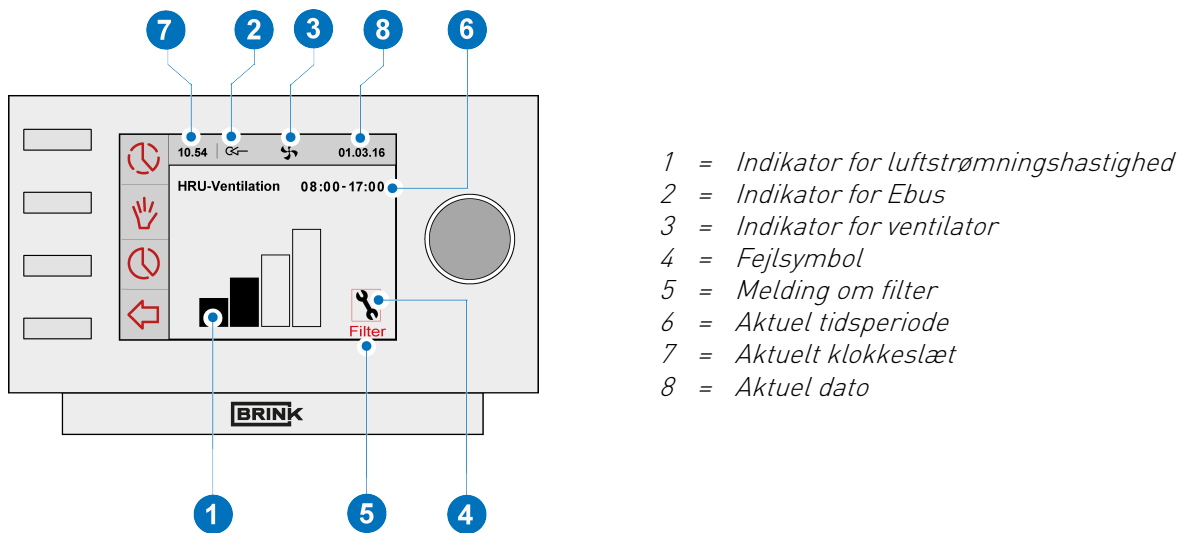 7 2 3 8 6
10.54 01.03.16
HRU-Ventilation 08:00-17:00
Filter
BRINK
1 5 4
1 = Indikator for luftstrømningshastighed
2 = Indikator for Ebus
3 = Indikator for ventilator
4 = Fejlsymbol
5 = Melding om filter
6 = Aktuel tidsperiode
7 = Aktuelt klokkeslæt
8 = Aktuel dato